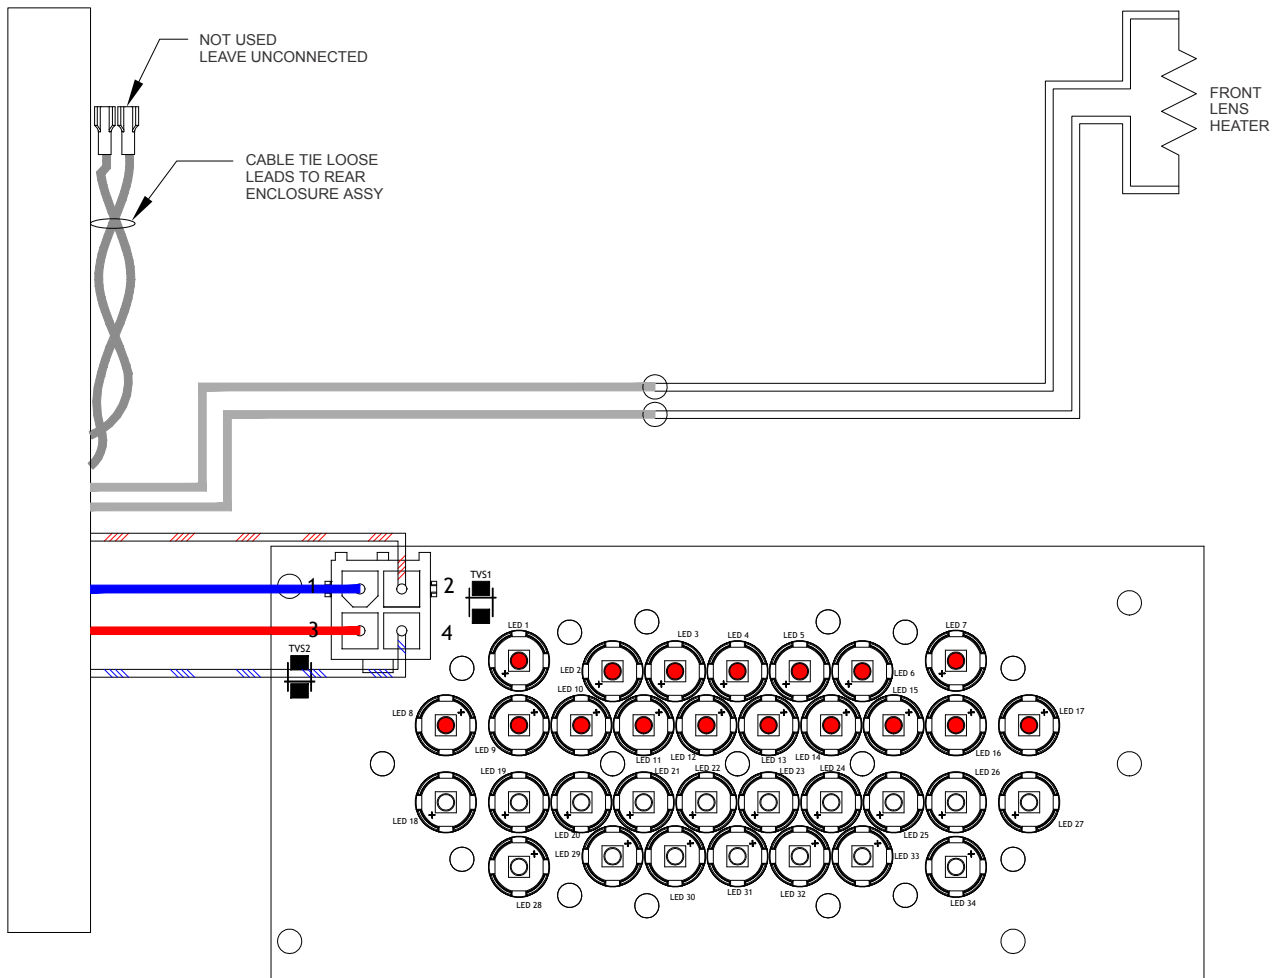 NOT USED
LEAVE UNCONNECTED
FRONT
LENS
HEATER
CABLE TIE LOOSE
LEADS TO REAR
ENCLOSURE ASSY
1
2
3
4
TVS1
TVS2
LED 1
LED 2
LED 3
LED 4
LED 5
LED 6
LED 7
LED 8
LED 9
LED 10
LED 11
LED 12
LED 13
LED 14
LED 15
LED 16
LED 17
LED 18
LED 19
LED 20
LED 21
LED 22
LED 23
LED 24
LED 25
LED 26
LED 27
LED 28
LED 29
LED 30
LED 31
LED 32
LED 33
LED 34